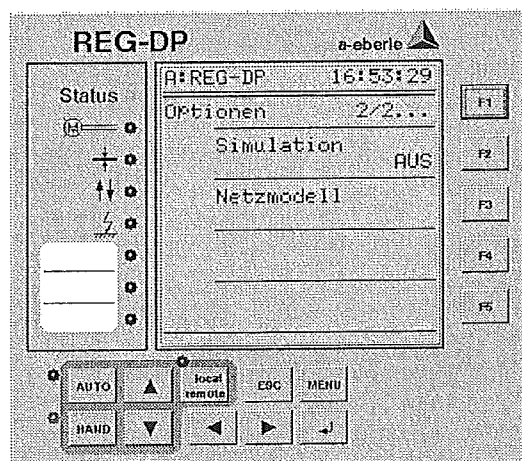 REG-DP
a-eberle
Status
A:REG-DP 16:53:29
Optionen 2/2...
Simulation
AUS
Netzmodell
M
F1
F2
F3
F4
F5
AUTO
local
remote
ESC
MENU
HAND